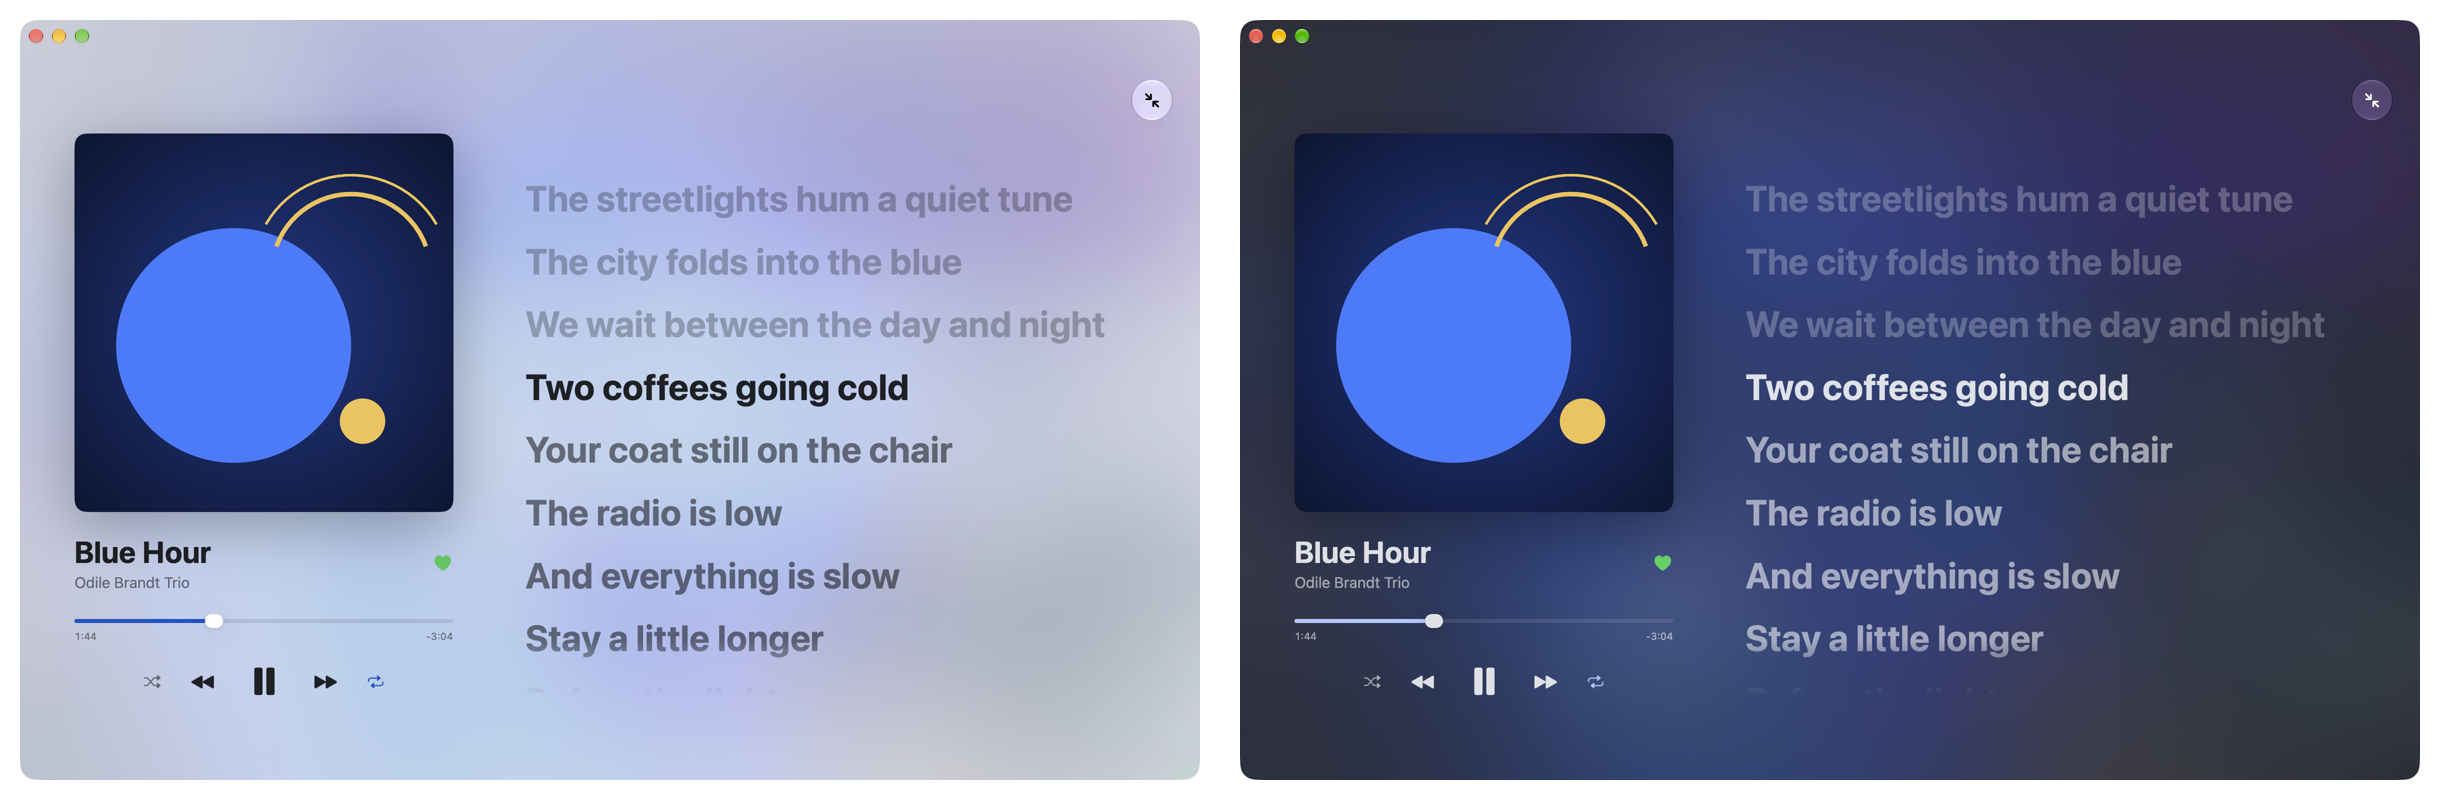 The streetlights hum a quiet tune
The city folds into the blue
We wait between the day and night
Two coffees going cold
Your coat still on the chair
The radio is low
And everything is slow
Stay a little longer
Blue Hour
Odile Brandt Trio
1:44
-3:04
The streetlights hum a quiet tune
The city folds into the blue
We wait between the day and night
Two coffees going cold
Your coat still on the chair
The radio is low
And everything is slow
Stay a little longer
Blue Hour
Odile Brandt Trio
1:44
-3:04